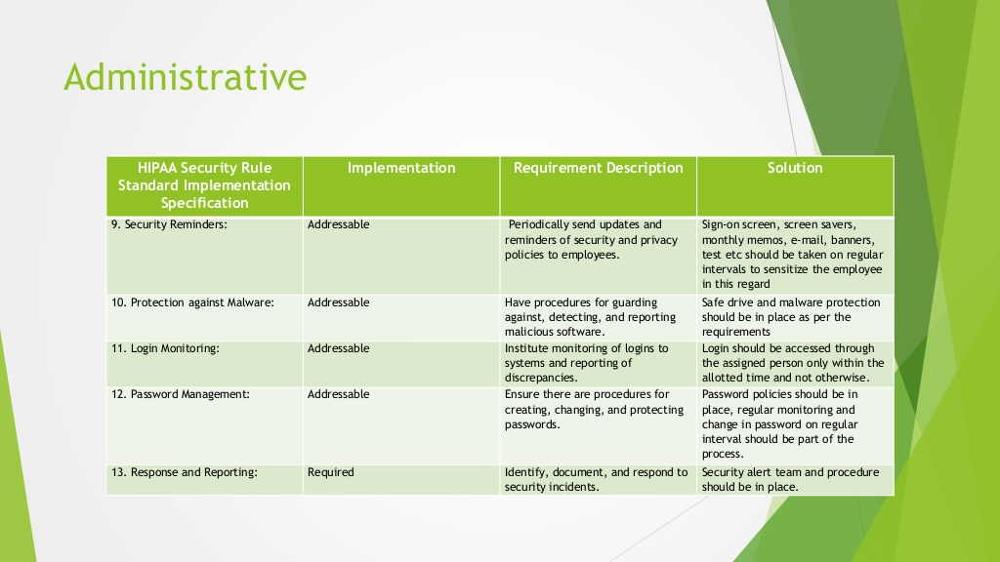 Administrative
HIPAA Security Rule
Standard Implementation
Specification
Implementation
Requirement Description
Solution
9. Security Reminders:
Addressable
Periodically send updates and
reminders of security and privacy
policies to employees.
Sign-on screen, screen savers,
monthly memos, e-mail, banners,
test etc should be taken on regular
intervals to sensitize the employee
in this regard
10. Protection against Malware:
Addressable
Have procedures for guarding
against, detecting, and reporting
malicious software.
Safe drive and malware protection
should be in place as per the
requirements
11. Login Monitoring:
Addressable
Institute monitoring of logins to
systems and reporting of
discrepancies.
Login should be accessed through
the assigned person only within the
allotted time and not otherwise.
12. Password Management:
Addressable
Ensure there are procedures for
creating, changing, and protecting
passwords.
Password policies should be in
place, regular monitoring and
change in password on regular
interval should be part of the
process.
13. Response and Reporting:
Required
Identify, document, and respond to
security incidents.
Security alert team and procedure
should be in place.